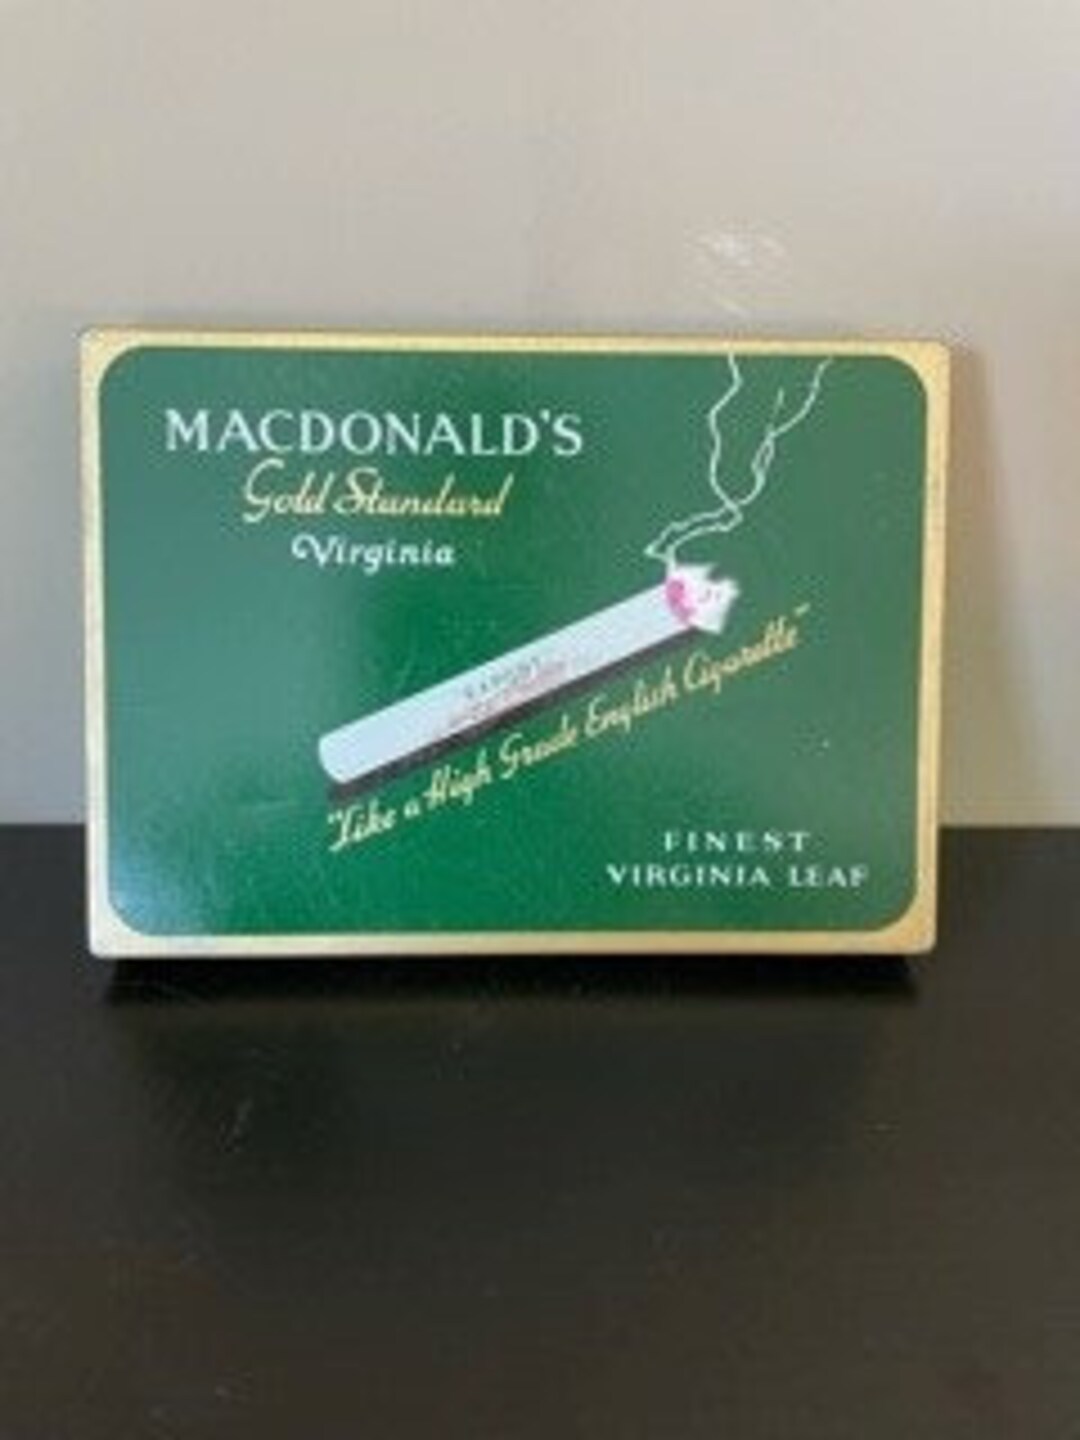 MACDONALD'S
Gold Standard
Virginia
"Like a High Grade English Cigarette"
FINEST
VIRGINIA LEAF